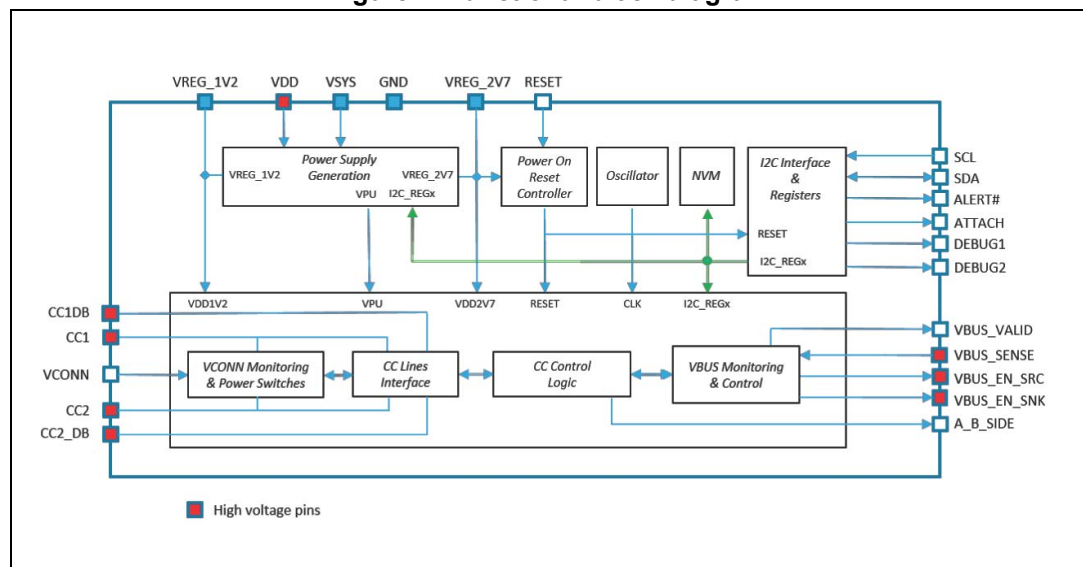 VREG_1V2 VDD VSYS GND VREG_2V7 RESET
Power Supply
Generation
VREG_1V2
VREG_2V7
VPU I2C_REGx
Power On
Reset
Controller
Oscillator
NVM
I2C Interface
&
Registers
RESET
I2C_REGx
SCL
SDA
ALERT#
ATTACH
DEBUG1
DEBUG2
VDD1V2 VPU VDD2V7 RESET CLK I2C_REGx
CC1DB
CC1
VCONN
CC2
CC2_DB
VCONN Monitoring
& Power Switches
CC Lines
Interface
CC Control
Logic
VBUS Monitoring
& Control
VBUS_VALID
VBUS_SENSE
VBUS_EN_SRC
VBUS_EN_SNK
A_B_SIDE
High voltage pins